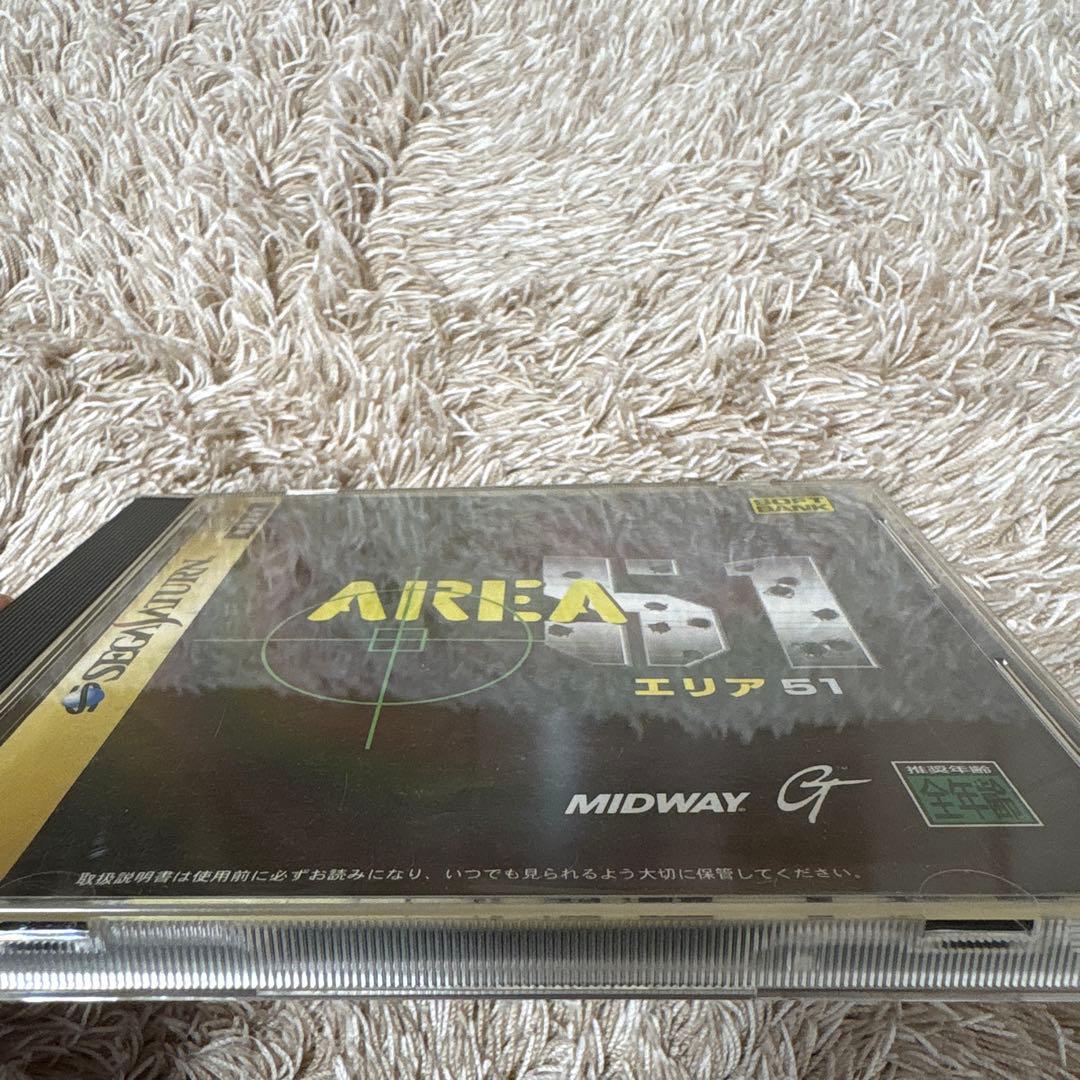 SOFT
BANK
SEGA SATURN
AREA 51
エリア 51
MIDWAY
GT™
推奨年齢
全年齢
取扱説明書は使用前に必ずお読みになり、いつでも見られるよう大切に保管してください。